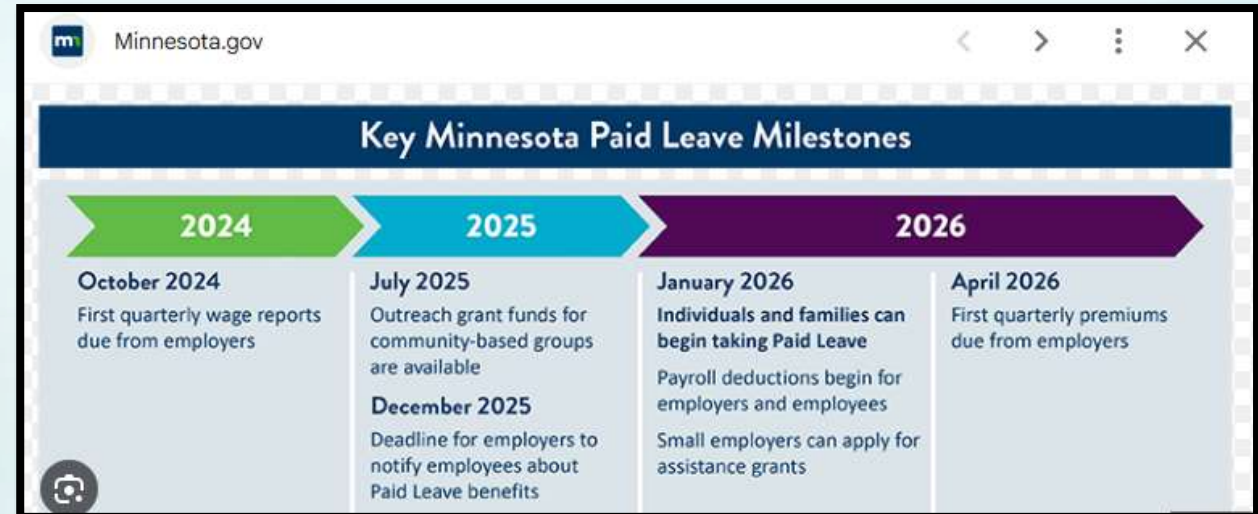 Minnesota.gov
Key Minnesota Paid Leave Milestones
2024
2025
2026
October 2024
First quarterly wage reports
due from employers
July 2025
Outreach grant funds for
community-based groups
are available
December 2025
Deadline for employers to
notify employees about
Paid Leave benefits
January 2026
Individuals and families can
begin taking Paid Leave
Payroll deductions begin for
employers and employees
Small employers can apply for
assistance grants
April 2026
First quarterly premiums
due from employers